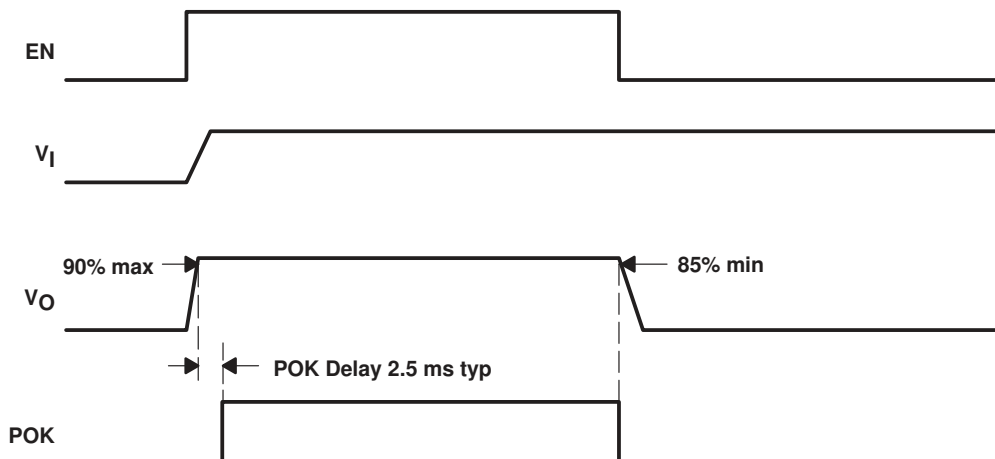 EN
VI
90% max
85% min
VO
POK Delay 2.5 ms typ
POK